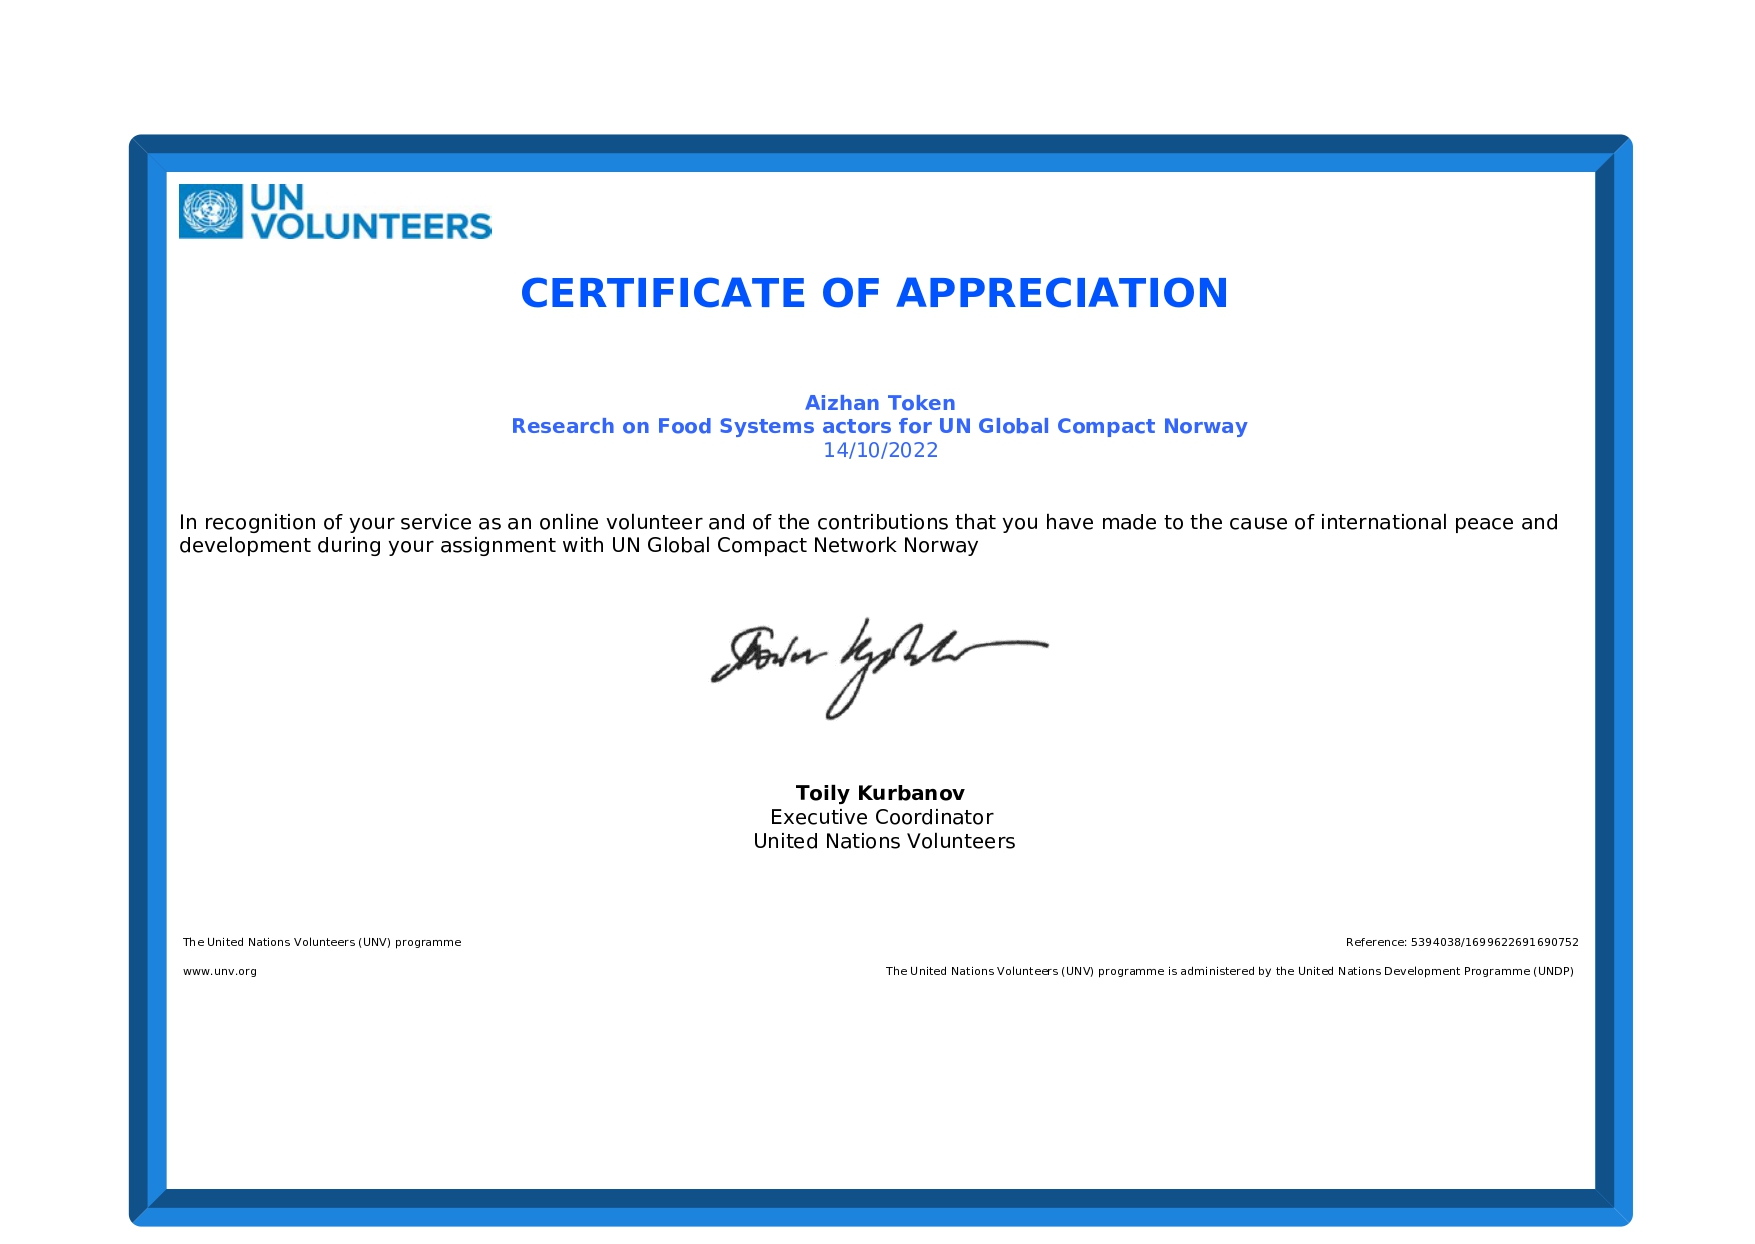 UN
VOLUNTEERS
CERTIFICATE OF APPRECIATION
Aizhan Token
Research on Food Systems actors for UN Global Compact Norway
14/10/2022
In recognition of your service as an online volunteer and of the contributions that you have made to the cause of international peace and
development during your assignment with UN Global Compact Network Norway
Toily Kurbanov
Executive Coordinator
United Nations Volunteers
The United Nations Volunteers (UNV) programme
Reference: 5394038/1699622691690752
www.unv.org
The United Nations Volunteers (UNV) programme is administered by the United Nations Development Programme (UNDP)